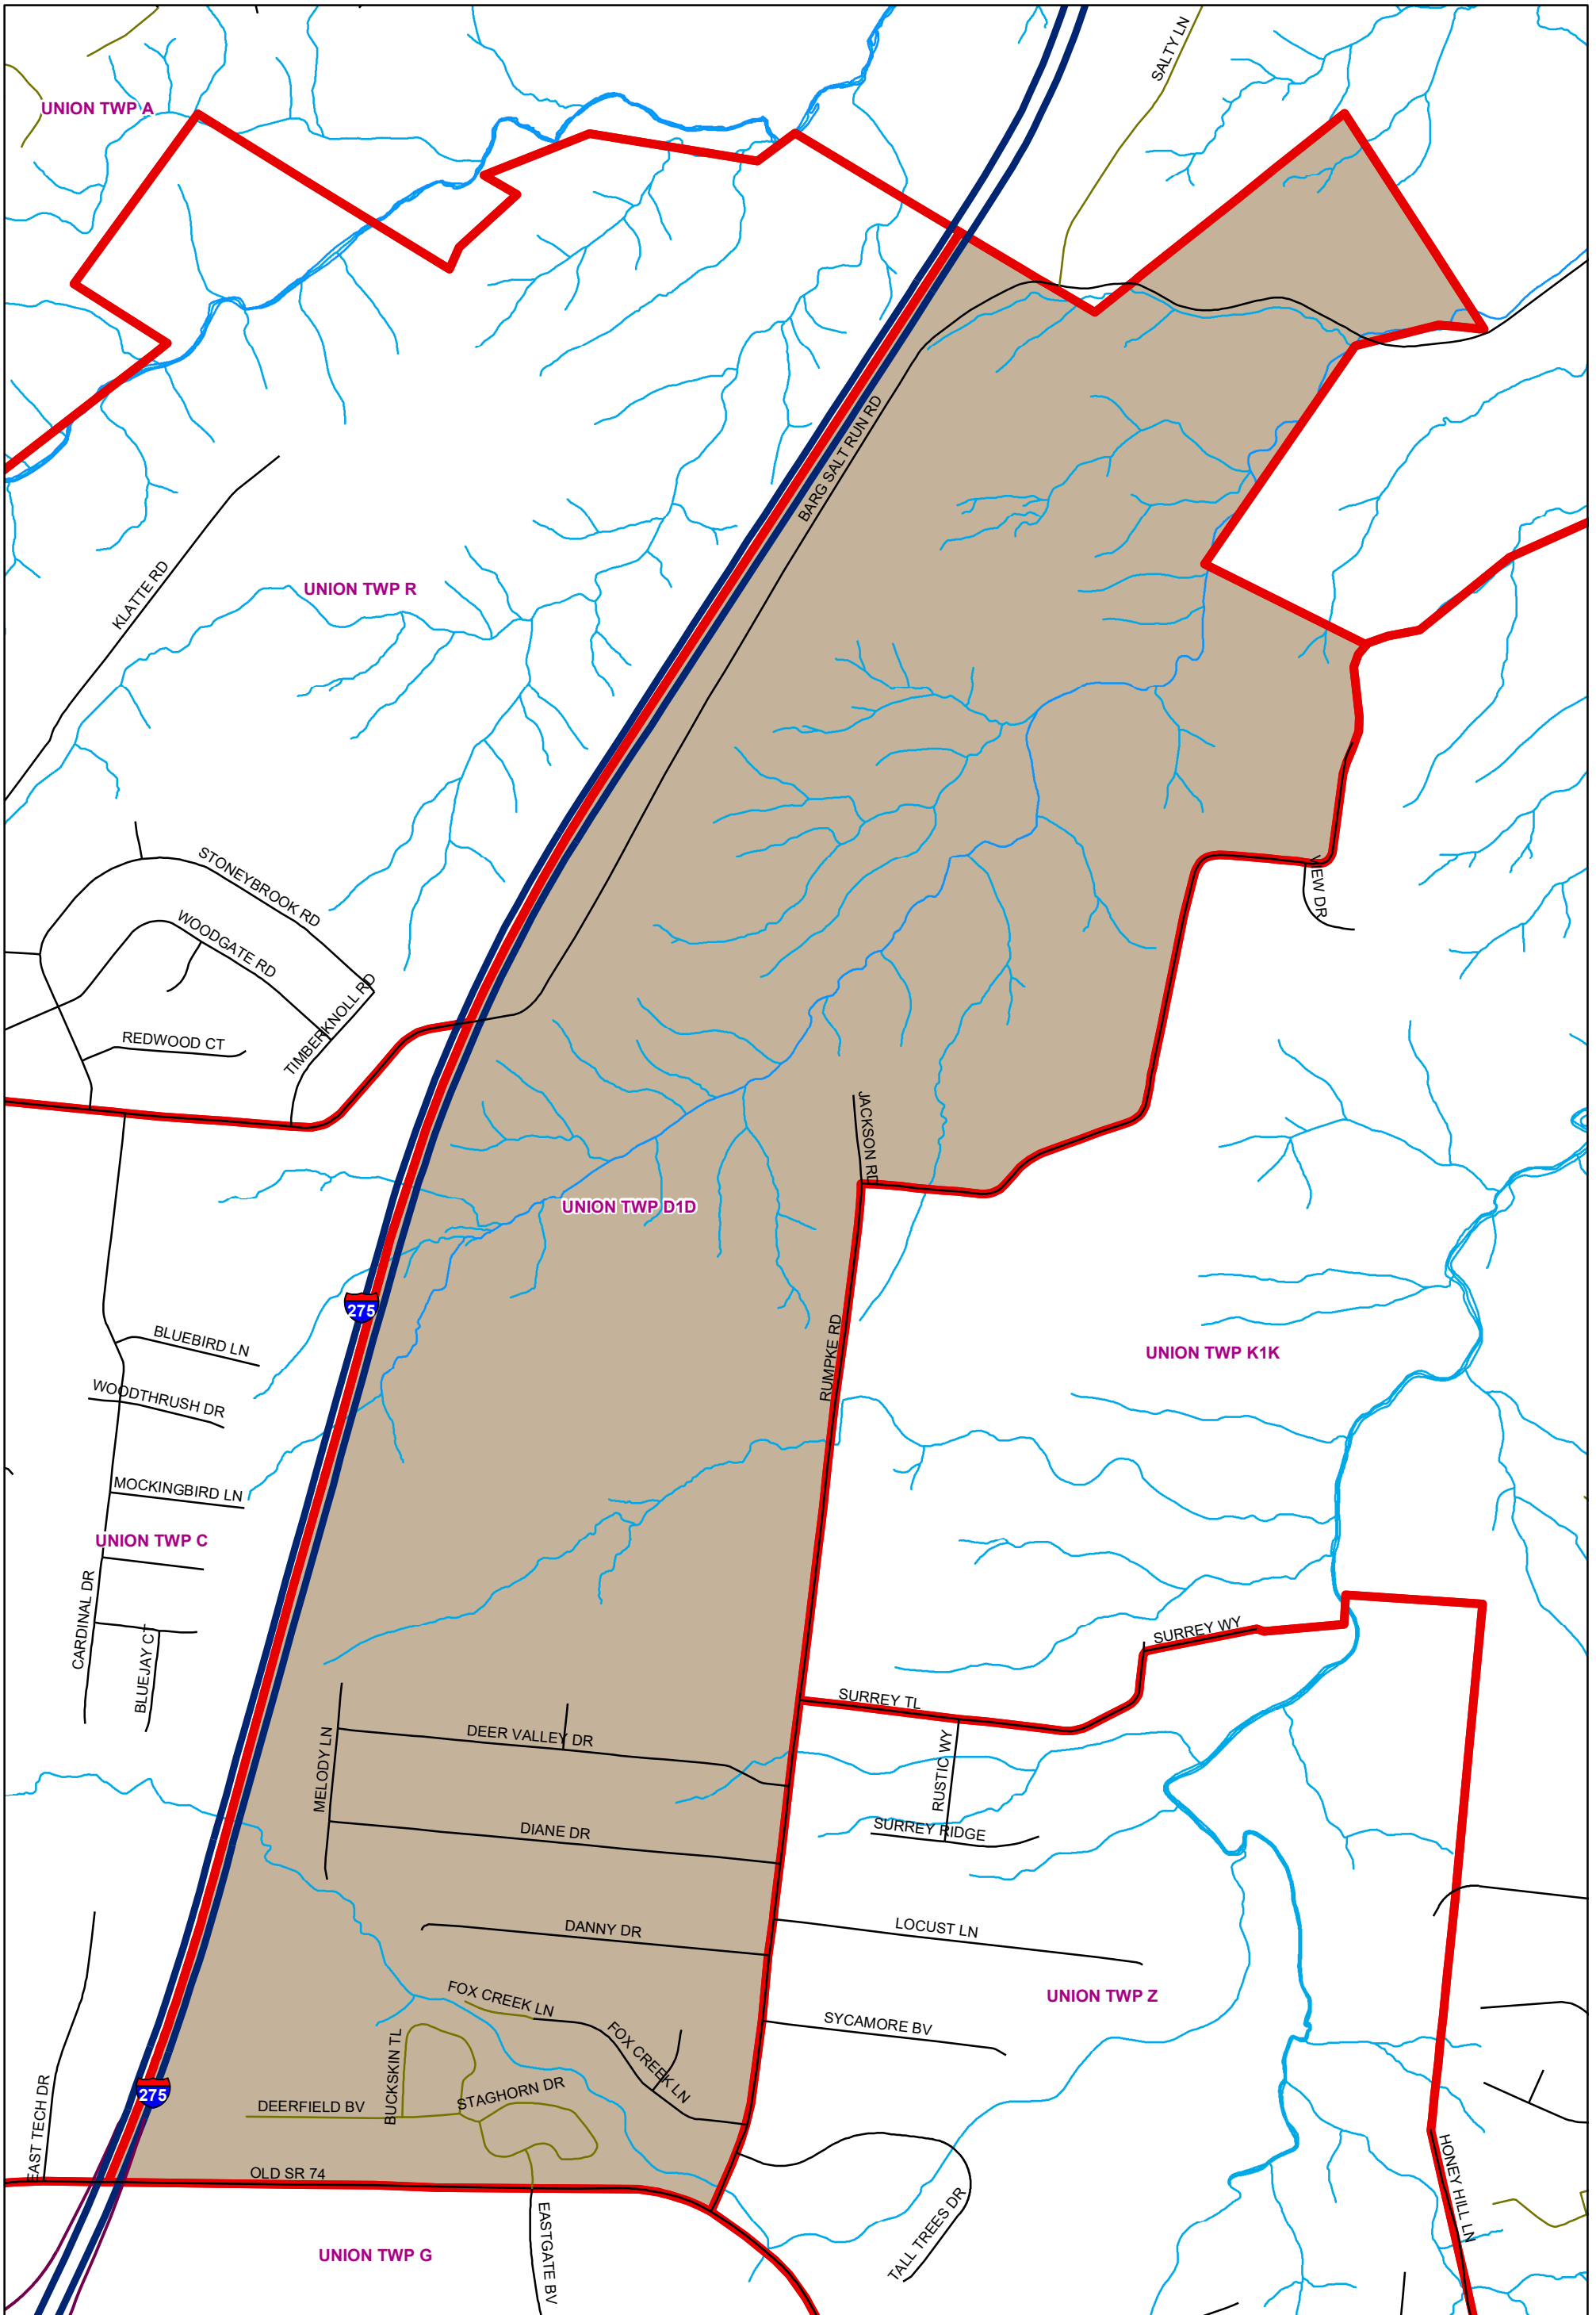 SALTY LN
UNION TWP A
BARG SALT RUN RD
KLATTE RD
UNION TWP R
STONEYBROOK RD
WOODGATE RD
VIEW DR
TIMBERKNOLL RD
REDWOOD CT
JACKSON RD
UNION TWP D1D
275
BLUEBIRD LN
RUMPKE RD
UNION TWP K1K
WOODTHRUSH DR
MOCKINGBIRD LN
UNION TWP C
CARDINAL DR
BLUEJAY CT
SURREY WY
SURREY TL
DEER VALLEY DR
MELODY LN
RUSTIC WY
DIANE DR
SURREY RIDGE
DANNY DR
LOCUST LN
FOX CREEK LN
UNION TWP Z
SYCAMORE BV
FOX CREEK LN
BUCKSKIN TL
275
STAGHORN DR
DEERFIELD BV
EAST TECH DR
HONEY HILL LN
OLD SR 74
TALL TREES DR
EASTGATE BV
UNION TWP G